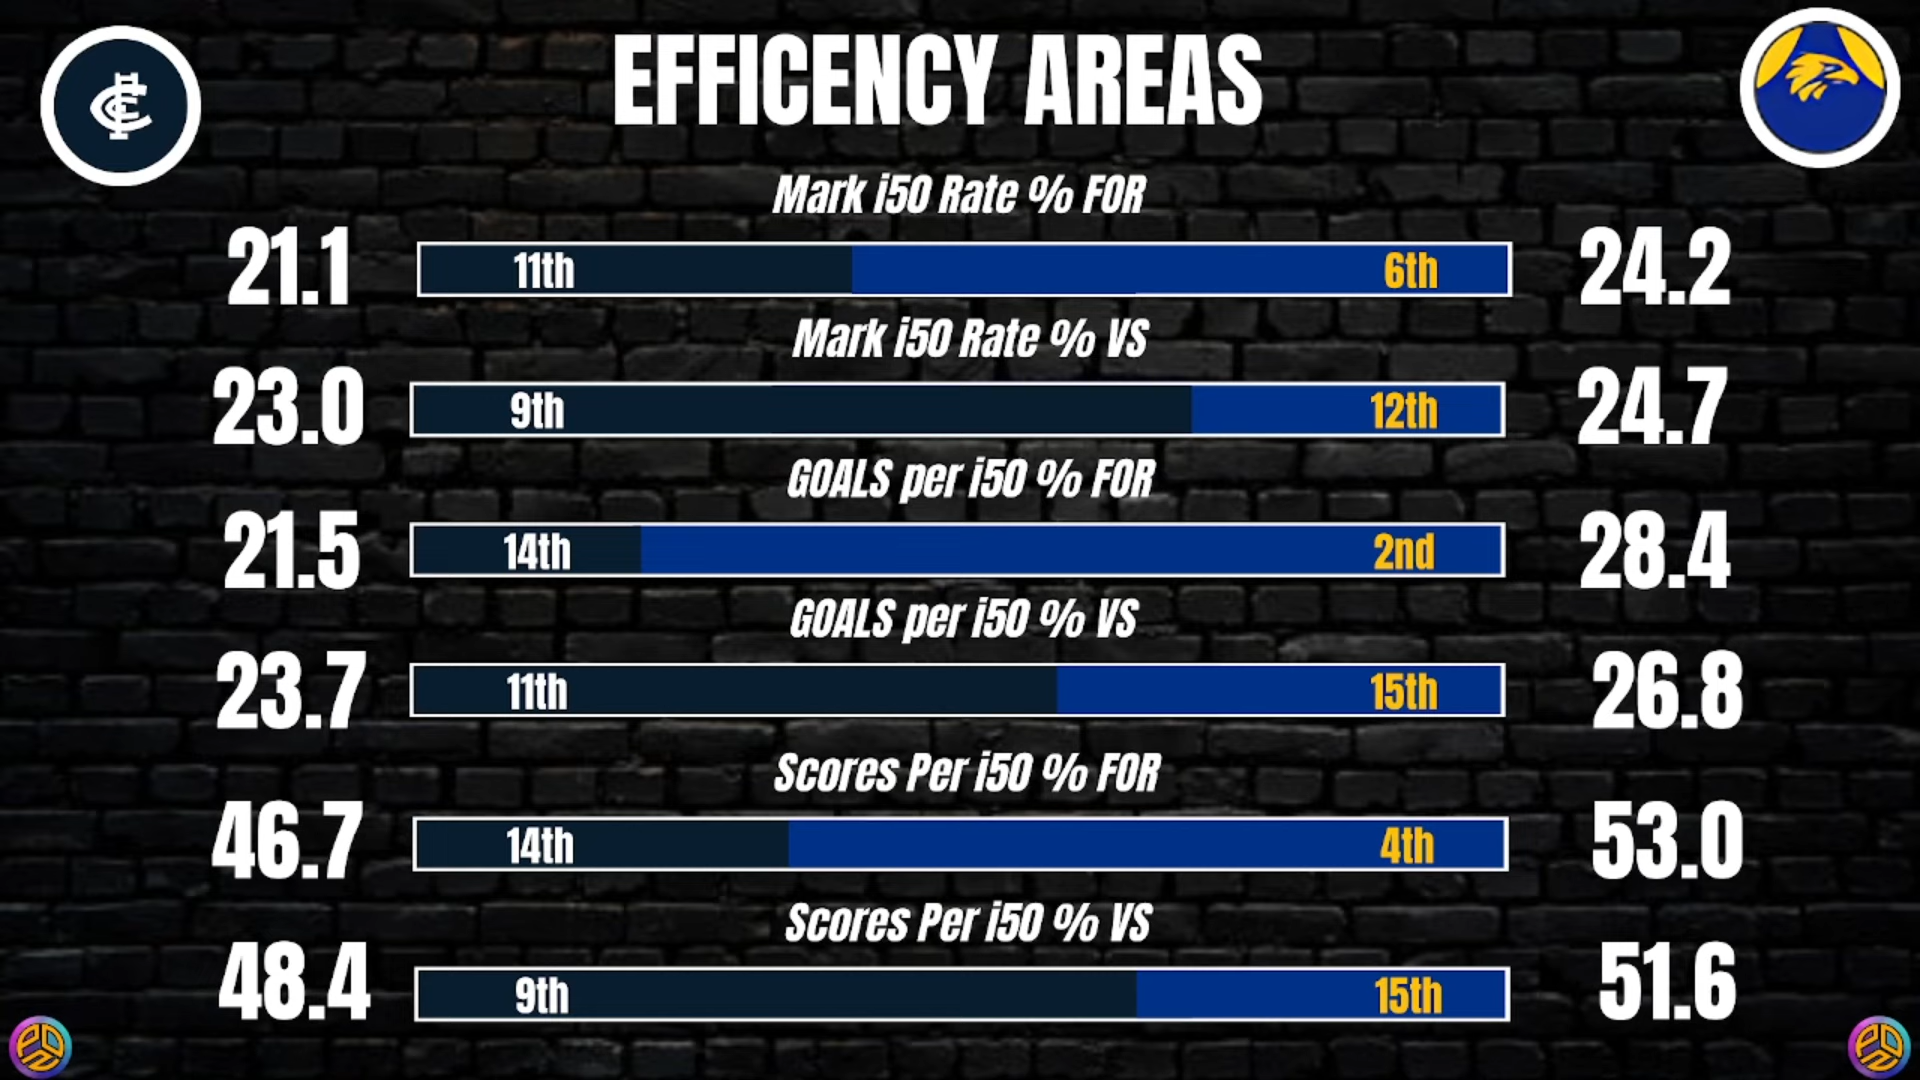 EFFICENCY AREAS
Mark i50 Rate % FOR
21.1 11th 6th 24.2
Mark i50 Rate % VS
23.0 9th 12th 24.7
GOALS per i50 % FOR
21.5 14th 2nd 28.4
GOALS per i50 % VS
23.7 11th 15th 26.8
Scores Per i50 % FOR
46.7 14th 4th 53.0
Scores Per i50 % VS
48.4 9th 15th 51.6